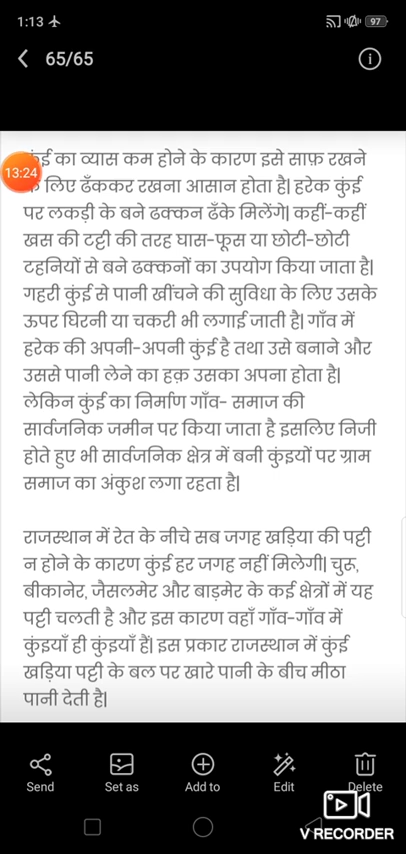 1:13
97
65/65
13:24
का व्यास कम होने के कारण इसे साफ़ रखने
लिए ढँककर रखना आसान होता है| हरेक कुंई
पर लकड़ी के बने ढक्कन ढँके मिलेंगे| कहीं-कहीं
खस की टट्टी की तरह घास-फूस या छोटी-छोटी
टहनियों से बने ढक्कनों का उपयोग किया जाता है|
गहरी कुंई से पानी खींचने की सुविधा के लिए उसके
ऊपर घिरनी या चकरी भी लगाई जाती है| गाँव में
हरेक की अपनी-अपनी कुंई है तथा उसे बनाने और
उससे पानी लेने का हक़ उसका अपना होता है|
लेकिन कुंई का निर्माण गाँव- समाज की
सार्वजनिक जमीन पर किया जाता है इसलिए निजी
होते हुए भी सार्वजनिक क्षेत्र में बनी कुंइयों पर ग्राम
समाज का अंकुश लगा रहता है|
राजस्थान में रेत के नीचे सब जगह खड़िया की पट्टी
न होने के कारण कुंई हर जगह नहीं मिलेगी| चुरू,
बीकानेर, जैसलमेर और बाड़मेर के कई क्षेत्रों में यह
पट्टी चलती है और इस कारण वहाँ गाँव-गाँव में
कुंइयाँ ही कुंइयाँ हैं| इस प्रकार राजस्थान में कुंई
खड़िया पट्टी के बल पर खारे पानी के बीच मीठा
पानी देती है|
Send Set as Add to Edit Delete
V RECORDER